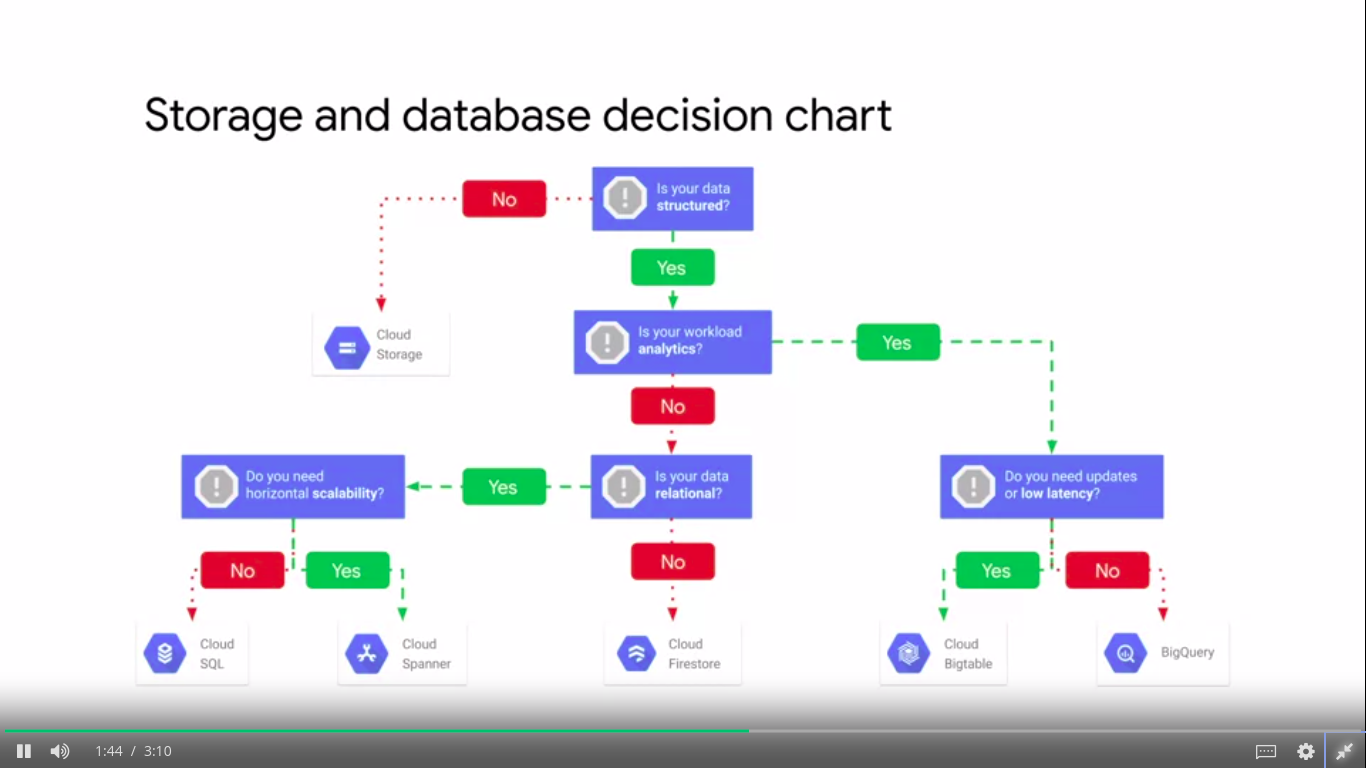 Storage and database decision chart
No
Is your data
structured?
Yes
Cloud
Storage
Is your workload
analytics?
Yes
No
Do you need
horizontal scalability?
Yes
Is your data
relational?
Do you need updates
or low latency?
No
Yes
No
Yes
No
Cloud
SQL
Cloud
Spanner
Cloud
Firestore
Cloud
Bigtable
BigQuery
1:44 / 3:10